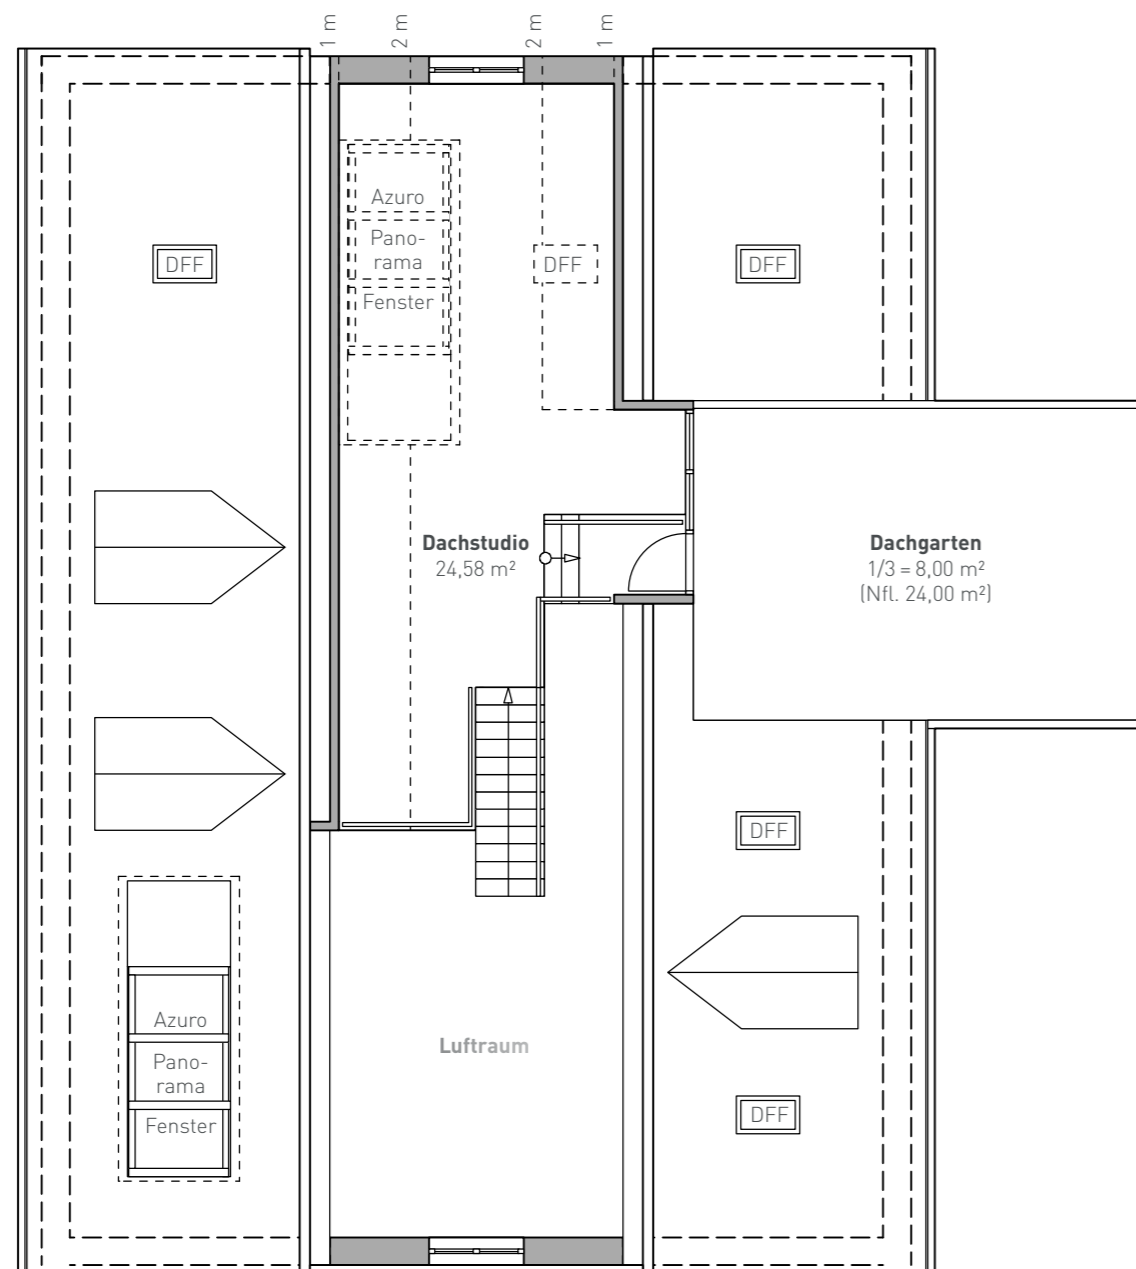 1 m
2 m
2 m
1 m
Azuro
Pano-
rama
Fenster
DFF
DFF
DFF
Dachstudio
24,58 m²
Dachgarten
1/3 = 8,00 m²
(Nfl. 24,00 m²)
DFF
Azuro
Pano-
rama
Fenster
Luftraum
DFF